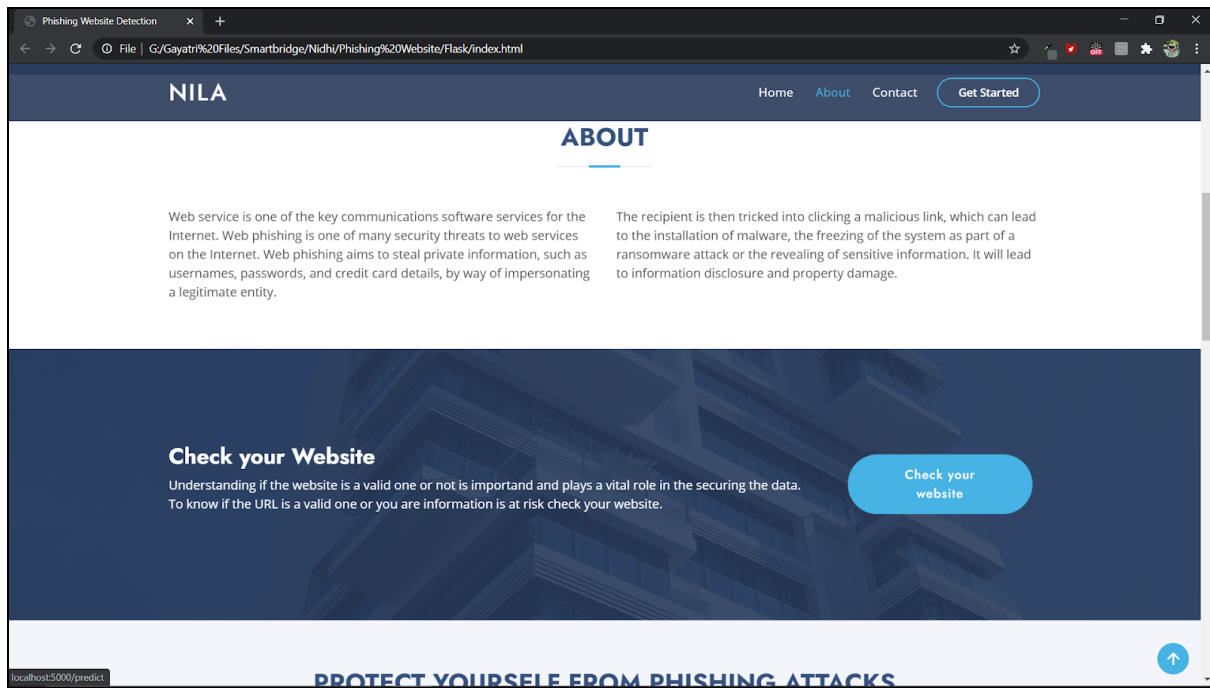 Phishing Website Detection
File | G:/Gayatri%20Files/Smartbridge/Nidhi/Phishing%20Website/Flask/index.html
OFF
NILA
Home About Contact Get Started
ABOUT
Web service is one of the key communications software services for the
Internet. Web phishing is one of many security threats to web services
on the Internet. Web phishing aims to steal private information, such as
usernames, passwords, and credit card details, by way of impersonating
a legitimate entity.
The recipient is then tricked into clicking a malicious link, which can lead
to the installation of malware, the freezing of the system as part of a
ransomware attack or the revealing of sensitive information. It will lead
to information disclosure and property damage.
Check your Website
Understanding if the website is a valid one or not is importand and plays a vital role in the securing the data.
To know if the URL is a valid one or you are information is at risk check your website.
Check your
website
PROTECT YOURSELF FROM PHISHING ATTACKS
localhost:5000/predict